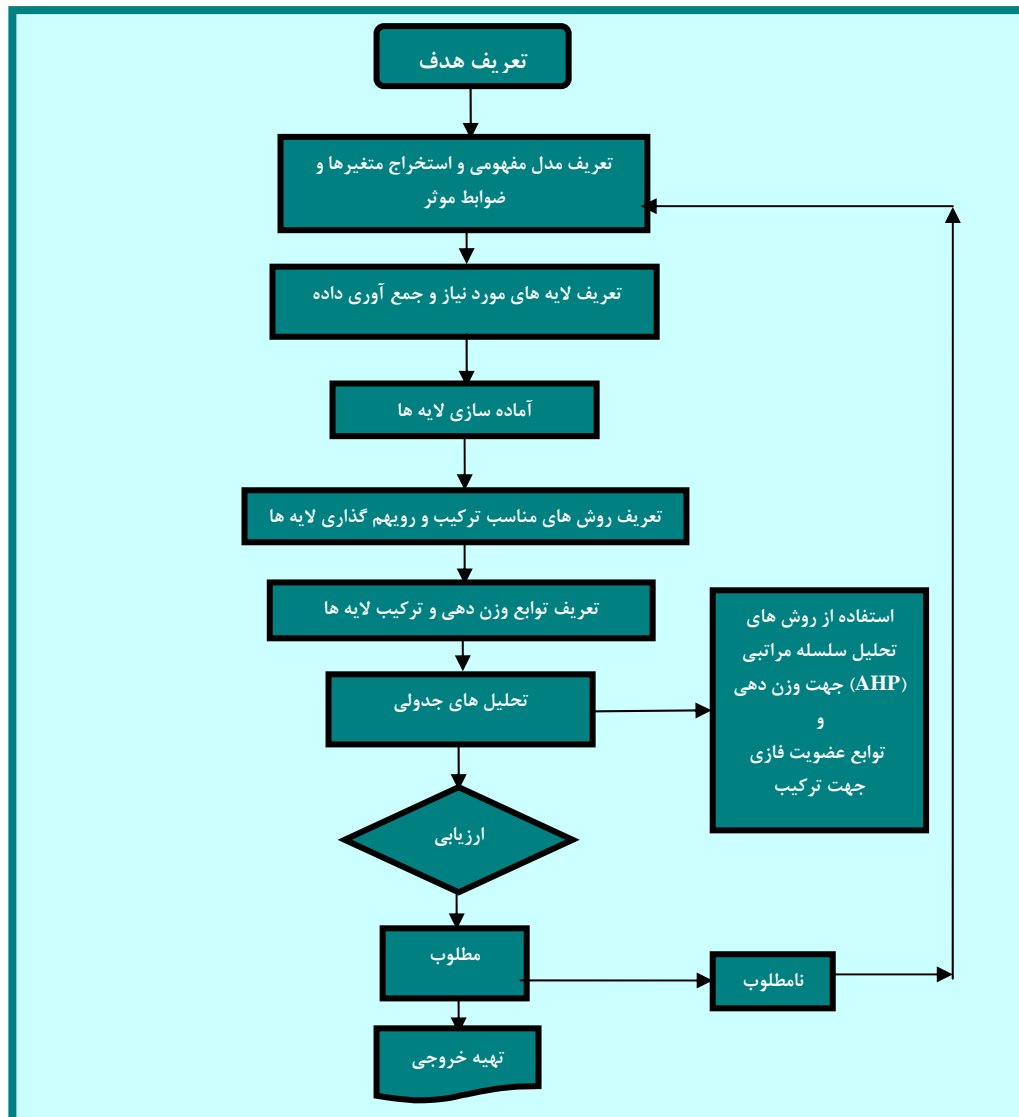 تعریف هدف
تعریف مدل مفهومی و استخراج متغیرها و
ضوابط موثر
تعریف لایه های مورد نیاز و جمع آوری داده
آماده سازی لایه ها
تعریف روش های مناسب ترکیب و رویهم گذاری لایه ها
تعریف توابع وزن دهی و ترکیب لایه ها
تحلیل های جدولی
استفاده از روش های
تحلیل سلسله مراتبی
(AHP) جهت وزن دهی
و
توابع عضویت فازی
جهت ترکیب
ارزیابی
مطلوب
نامطلوب
تهیه خروجی